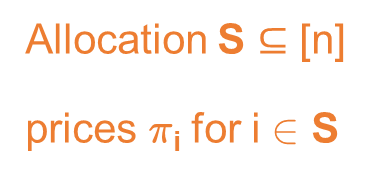 Allocation S ⊆ [n]
prices πᵢ for i ∈ S